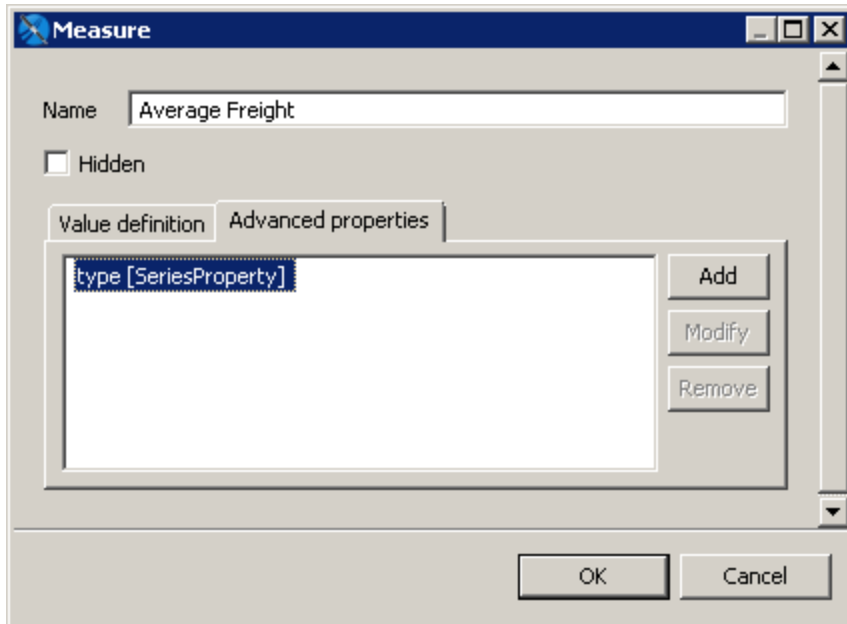 Measure
Name Average Freight
Hidden
Value definition Advanced properties
type [SeriesProperty]
Add
Modify
Remove
OK Cancel